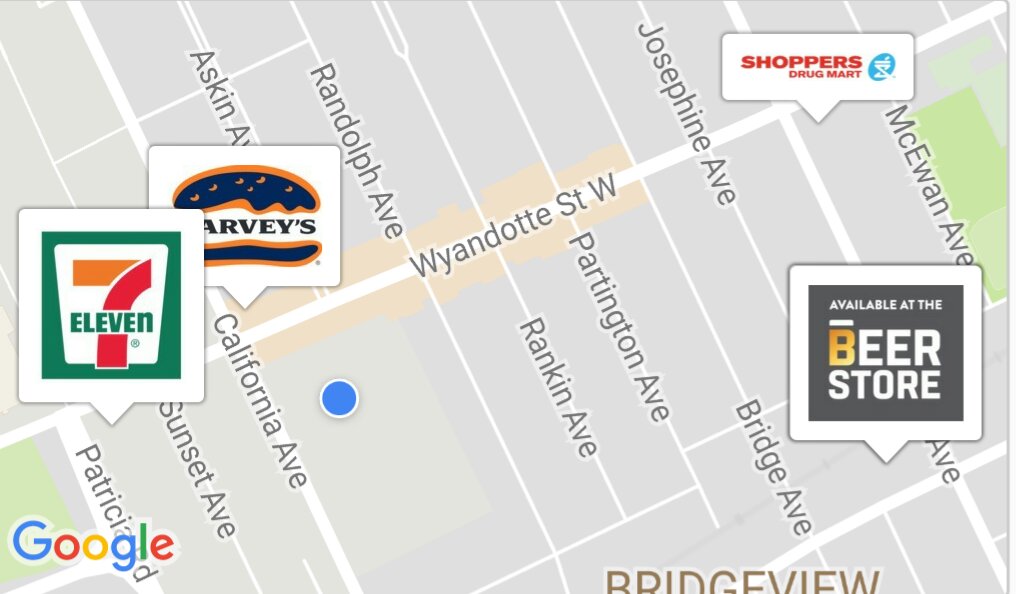 Askin Av
Randolph Ave
Josephine Ave
SHOPPERS
DRUG MART
McEwan Ave
ARVEY'S
®
Wyandotte St W
7
ELEVEN
®
California Ave
Sunset Ave
Patricia
Rankin Ave
Partington Ave
Bridge Ave
AVAILABLE AT THE
BEER
STORE
Ave
Google
BRIDGEVIEW